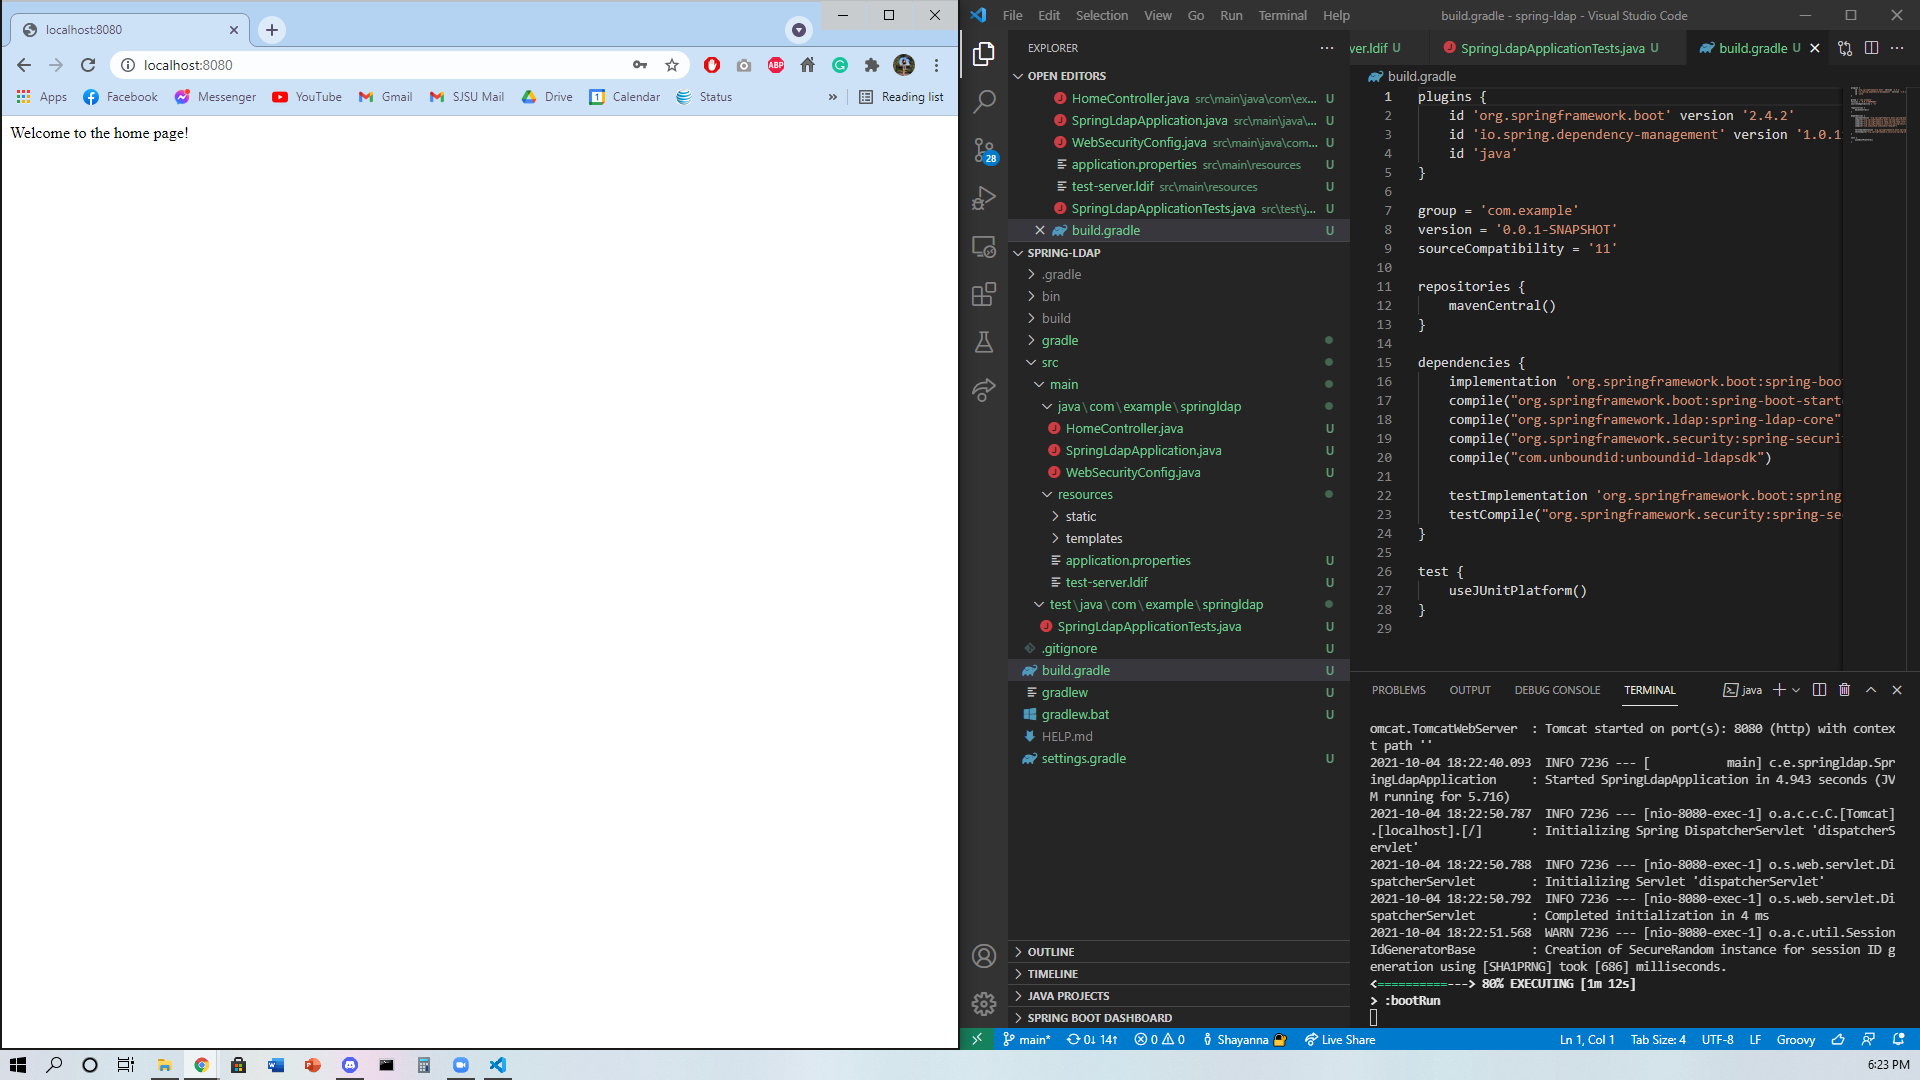 localhost:8080
localhost:8080
ABP
Apps
Facebook
Messenger
YouTube
Gmail
SJSU Mail
Drive
Calendar
Status
»
Reading list
Welcome to the home page!
File Edit Selection View Go Run Terminal Help
build.gradle - spring-ldap - Visual Studio Code
EXPLORER
OPEN EDITORS
HomeController.java src\main\java\com\ex... U
SpringLdapApplication.java src\main\java\... U
WebSecurityConfig.java src\main\java\com... U
application.properties src\main\resources U
test-server.ldif src\main\resources U
SpringLdapApplicationTests.java src\test\j... U
build.gradle U
SPRING-LDAP
.gradle
bin
build
gradle
src
main
java\com\example\springldap
HomeController.java U
SpringLdapApplication.java U
WebSecurityConfig.java U
resources
static
templates
application.properties U
test-server.ldif U
test\java\com\example\springldap
SpringLdapApplicationTests.java U
.gitignore U
build.gradle U
gradlew U
gradlew.bat U
HELP.md
settings.gradle U
OUTLINE
TIMELINE
JAVA PROJECTS
SPRING BOOT DASHBOARD
28
ver.ldif U
SpringLdapApplicationTests.java U
build.gradle U
build.gradle
1 plugins {
2 id 'org.springframework.boot' version '2.4.2'
3 id 'io.spring.dependency-management' version '1.0.1
4 id 'java'
5 }
6
7 group = 'com.example'
8 version = '0.0.1-SNAPSHOT'
9 sourceCompatibility = '11'
10
11 repositories {
12 mavenCentral()
13 }
14
15 dependencies {
16 implementation 'org.springframework.boot:spring-boo
17 compile("org.springframework.boot:spring-boot-start
18 compile("org.springframework.ldap:spring-ldap-core"
19 compile("org.springframework.security:spring-securi
20 compile("com.unboundid:unboundid-ldapsdk")
21
22 testImplementation 'org.springframework.boot:spring
23 testCompile("org.springframework.security:spring-se
24 }
25
26 test {
27 useJUnitPlatform()
28 }
29
PROBLEMS OUTPUT DEBUG CONSOLE TERMINAL
java
omcat.TomcatWebServer : Tomcat started on port(s): 8080 (http) with contex
t path ''
2021-10-04 18:22:40.093 INFO 7236 --- [ main] c.e.springldap.Spr
ingLdapApplication : Started SpringLdapApplication in 4.943 seconds (JV
M running for 5.716)
2021-10-04 18:22:50.787 INFO 7236 --- [nio-8080-exec-1] o.a.c.c.C.[Tomcat]
.[localhost].[/] : Initializing Spring DispatcherServlet 'dispatcherS
ervlet'
2021-10-04 18:22:50.788 INFO 7236 --- [nio-8080-exec-1] o.s.web.servlet.Di
spatcherServlet : Initializing Servlet 'dispatcherServlet'
2021-10-04 18:22:50.792 INFO 7236 --- [nio-8080-exec-1] o.s.web.servlet.Di
spatcherServlet : Completed initialization in 4 ms
2021-10-04 18:22:51.568 WARN 7236 --- [nio-8080-exec-1] o.a.c.util.Session
IdGeneratorBase : Creation of SecureRandom instance for session ID g
eneration using [SHA1PRNG] took [686] milliseconds.
<==========---> 80% EXECUTING [1m 12s]
> :bootRun
main* 0↓ 14↑ 0 0 Shayanna Live Share
Ln 1, Col 1 Tab Size: 4 UTF-8 LF Groovy
6:23 PM